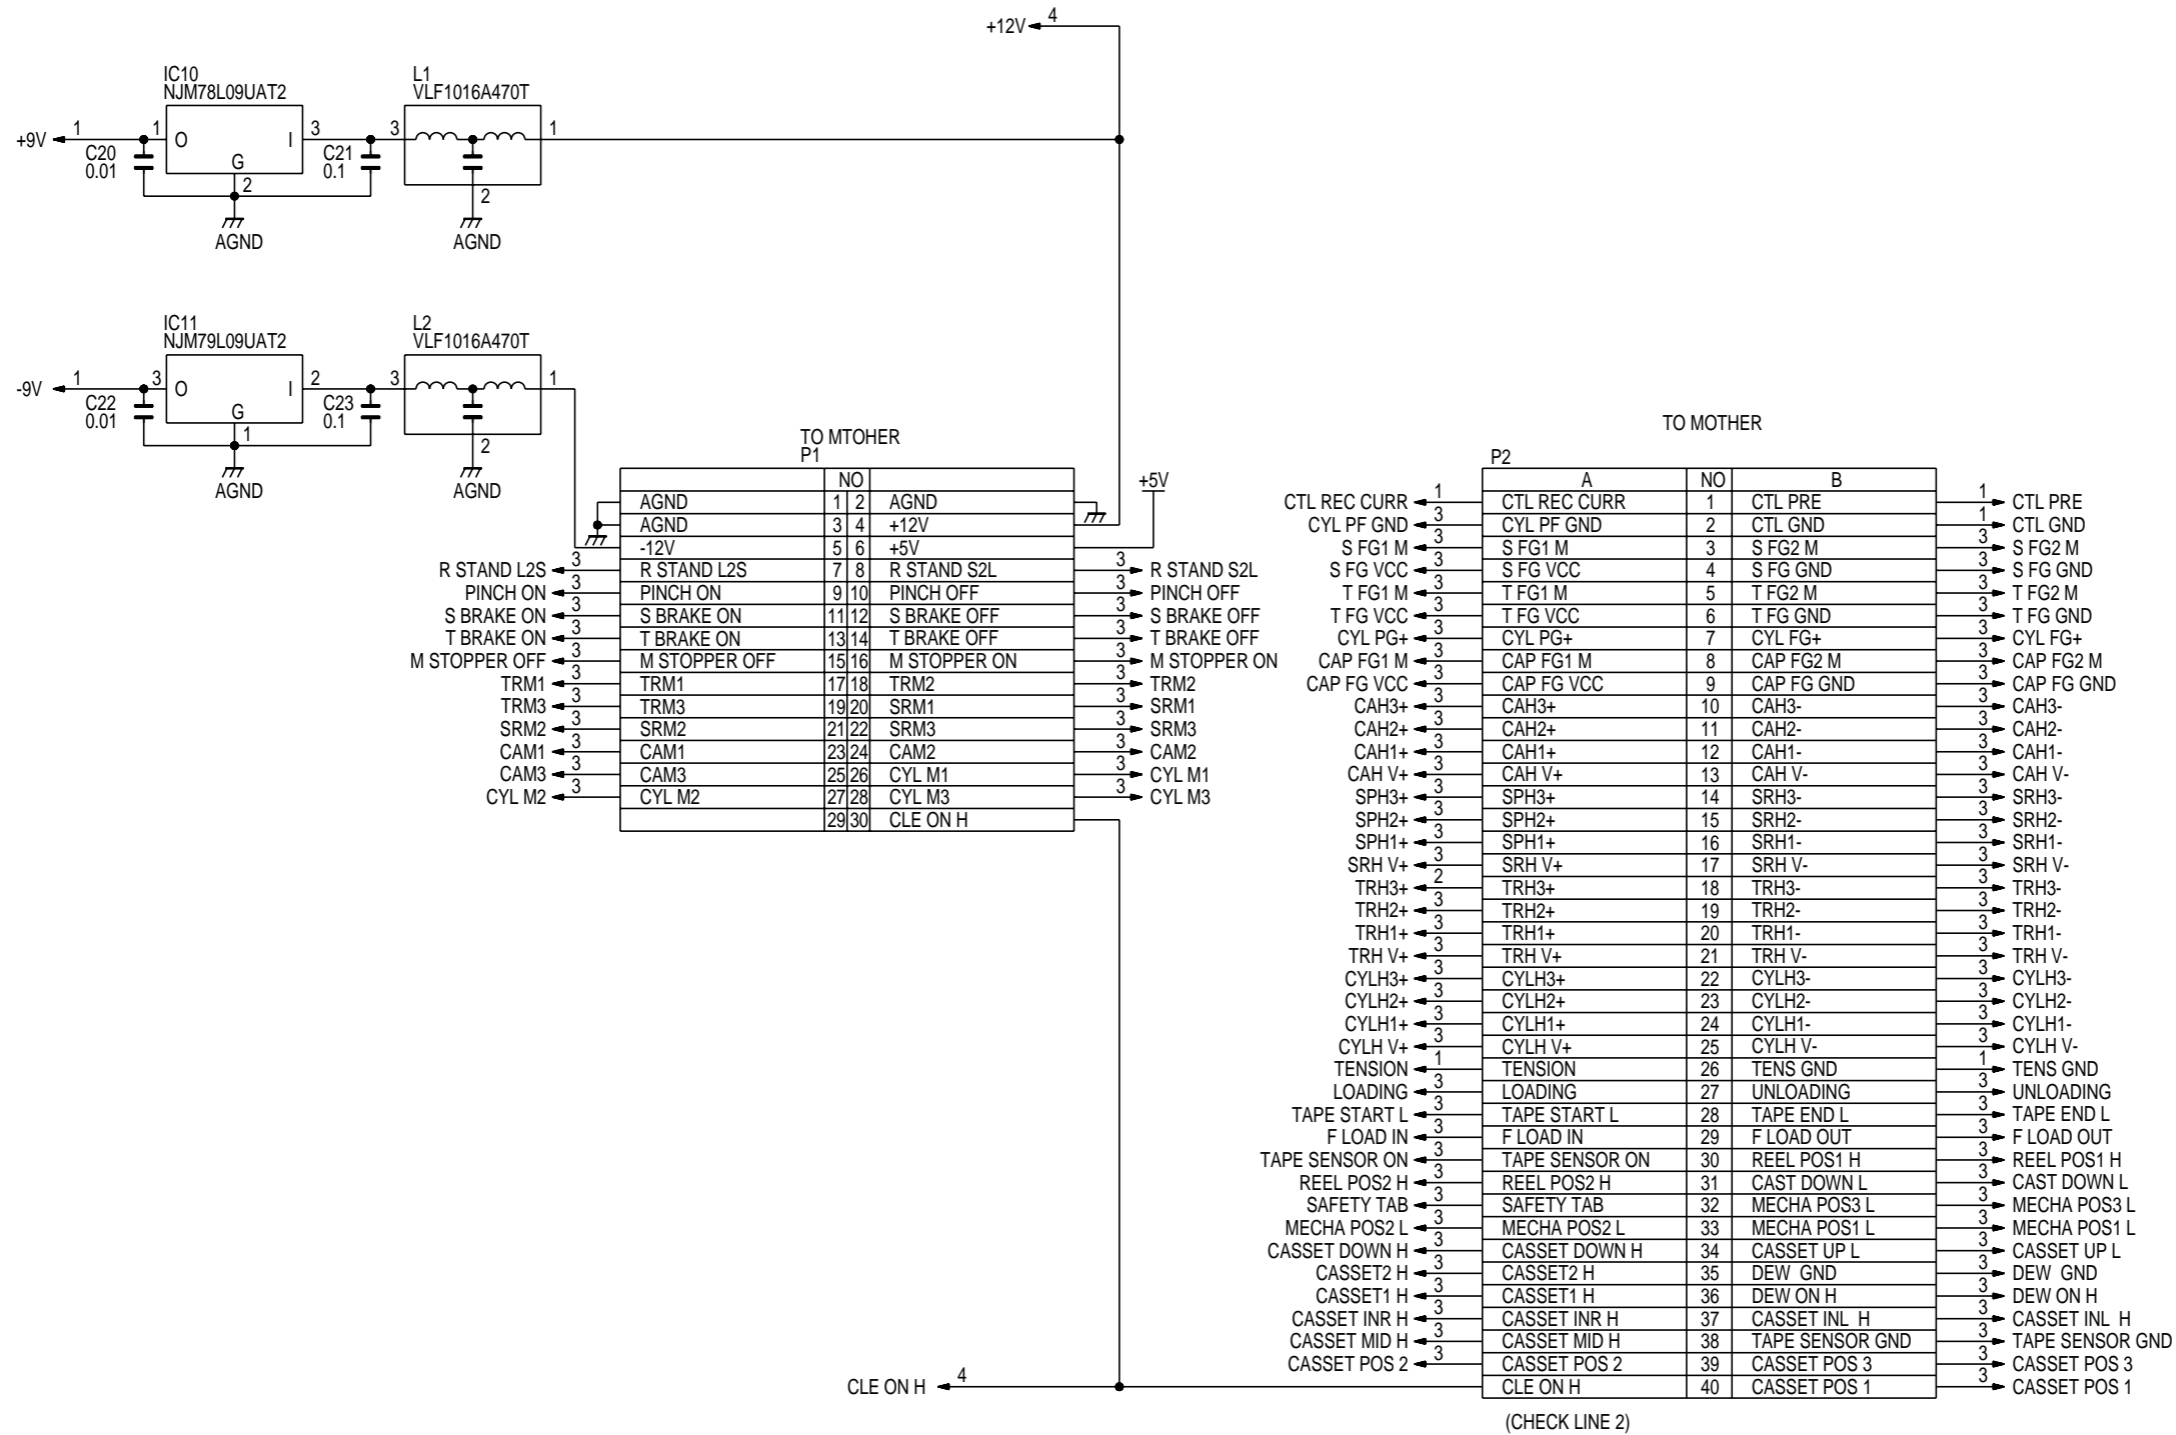 +12V 4
IC10
NJM78L09UAT2
L1
VLF1016A470T
+9V 1 1 O I 3 3 1
C20
0.01
G
2
C21
0.1
2
AGND
AGND
IC11
NJM79L09UAT2
L2
VLF1016A470T
-9V 1 3 O I 2 3 1
C22
0.01
G
1
C23
0.1
2
AGND
AGND
TO MTOHER
P1
+5V
NO
AGND 1 2 AGND
AGND 3 4 +12V
-12V 5 6 +5V
R STAND L2S 3 R STAND L2S 7 8 R STAND S2L 3 R STAND S2L
PINCH ON 3 PINCH ON 9 10 PINCH OFF 3 PINCH OFF
S BRAKE ON 3 S BRAKE ON 11 12 S BRAKE OFF 3 S BRAKE OFF
T BRAKE ON 3 T BRAKE ON 13 14 T BRAKE OFF 3 T BRAKE OFF
M STOPPER OFF 3 M STOPPER OFF 15 16 M STOPPER ON 3 M STOPPER ON
TRM1 3 TRM1 17 18 TRM2 3 TRM2
TRM3 3 TRM3 19 20 SRM1 3 SRM1
SRM2 3 SRM2 21 22 SRM3 3 SRM3
CAM1 3 CAM1 23 24 CAM2 3 CAM2
CAM3 3 CAM3 25 26 CYL M1 3 CYL M1
CYL M2 3 CYL M2 27 28 CYL M3 3 CYL M3
29 30 CLE ON H
TO MOTHER
P2
A NO B
CTL REC CURR 1 CTL REC CURR 1 CTL PRE 1 CTL PRE
CYL PF GND 3 CYL PF GND 2 CTL GND 1 CTL GND
S FG1 M 3 S FG1 M 3 S FG2 M 3 S FG2 M
S FG VCC 3 S FG VCC 4 S FG GND 3 S FG GND
T FG1 M 3 T FG1 M 5 T FG2 M 3 T FG2 M
T FG VCC 3 T FG VCC 6 T FG GND 3 T FG GND
CYL PG+ 3 CYL PG+ 7 CYL FG+ 3 CYL FG+
CAP FG1 M 3 CAP FG1 M 8 CAP FG2 M 3 CAP FG2 M
CAP FG VCC 3 CAP FG VCC 9 CAP FG GND 3 CAP FG GND
CAH3+ 3 CAH3+ 10 CAH3- 3 CAH3-
CAH2+ 3 CAH2+ 11 CAH2- 3 CAH2-
CAH1+ 3 CAH1+ 12 CAH1- 3 CAH1-
CAH V+ 3 CAH V+ 13 CAH V- 3 CAH V-
SPH3+ 3 SPH3+ 14 SRH3- 3 SRH3-
SPH2+ 3 SPH2+ 15 SRH2- 3 SRH2-
SPH1+ 3 SPH1+ 16 SRH1- 3 SRH1-
SRH V+ 3 SRH V+ 17 SRH V- 3 SRH V-
TRH3+ 2 TRH3+ 18 TRH3- 3 TRH3-
TRH2+ 3 TRH2+ 19 TRH2- 3 TRH2-
TRH1+ 3 TRH1+ 20 TRH1- 3 TRH1-
TRH V+ 3 TRH V+ 21 TRH V- 3 TRH V-
CYLH3+ 3 CYLH3+ 22 CYLH3- 3 CYLH3-
CYLH2+ 3 CYLH2+ 23 CYLH2- 3 CYLH2-
CYLH1+ 3 CYLH1+ 24 CYLH1- 3 CYLH1-
CYLH V+ 3 CYLH V+ 25 CYLH V- 3 CYLH V-
TENSION 1 TENSION 26 TENS GND 1 TENS GND
LOADING 3 LOADING 27 UNLOADING 3 UNLOADING
TAPE START L 3 TAPE START L 28 TAPE END L 3 TAPE END L
F LOAD IN 3 F LOAD IN 29 F LOAD OUT 3 F LOAD OUT
TAPE SENSOR ON 3 TAPE SENSOR ON 30 REEL POS1 H 3 REEL POS1 H
REEL POS2 H 3 REEL POS2 H 31 CAST DOWN L 3 CAST DOWN L
SAFETY TAB 3 SAFETY TAB 32 MECHA POS3 L 3 MECHA POS3 L
MECHA POS2 L 3 MECHA POS2 L 33 MECHA POS1 L 3 MECHA POS1 L
CASSET DOWN H 3 CASSET DOWN H 34 CASSET UP L 3 CASSET UP L
CASSET2 H 3 CASSET2 H 35 DEW GND 3 DEW GND
CASSET1 H 3 CASSET1 H 36 DEW ON H 3 DEW ON H
CASSET INR H 3 CASSET INR H 37 CASSET INL H 3 CASSET INL H
CASSET MID H 3 CASSET MID H 38 TAPE SENSOR GND 3 TAPE SENSOR GND
CASSET POS 2 3 CASSET POS 2 39 CASSET POS 3 3 CASSET POS 3
CLE ON H 4 CLE ON H 40 CASSET POS 1 3 CASSET POS 1
(CHECK LINE 2)